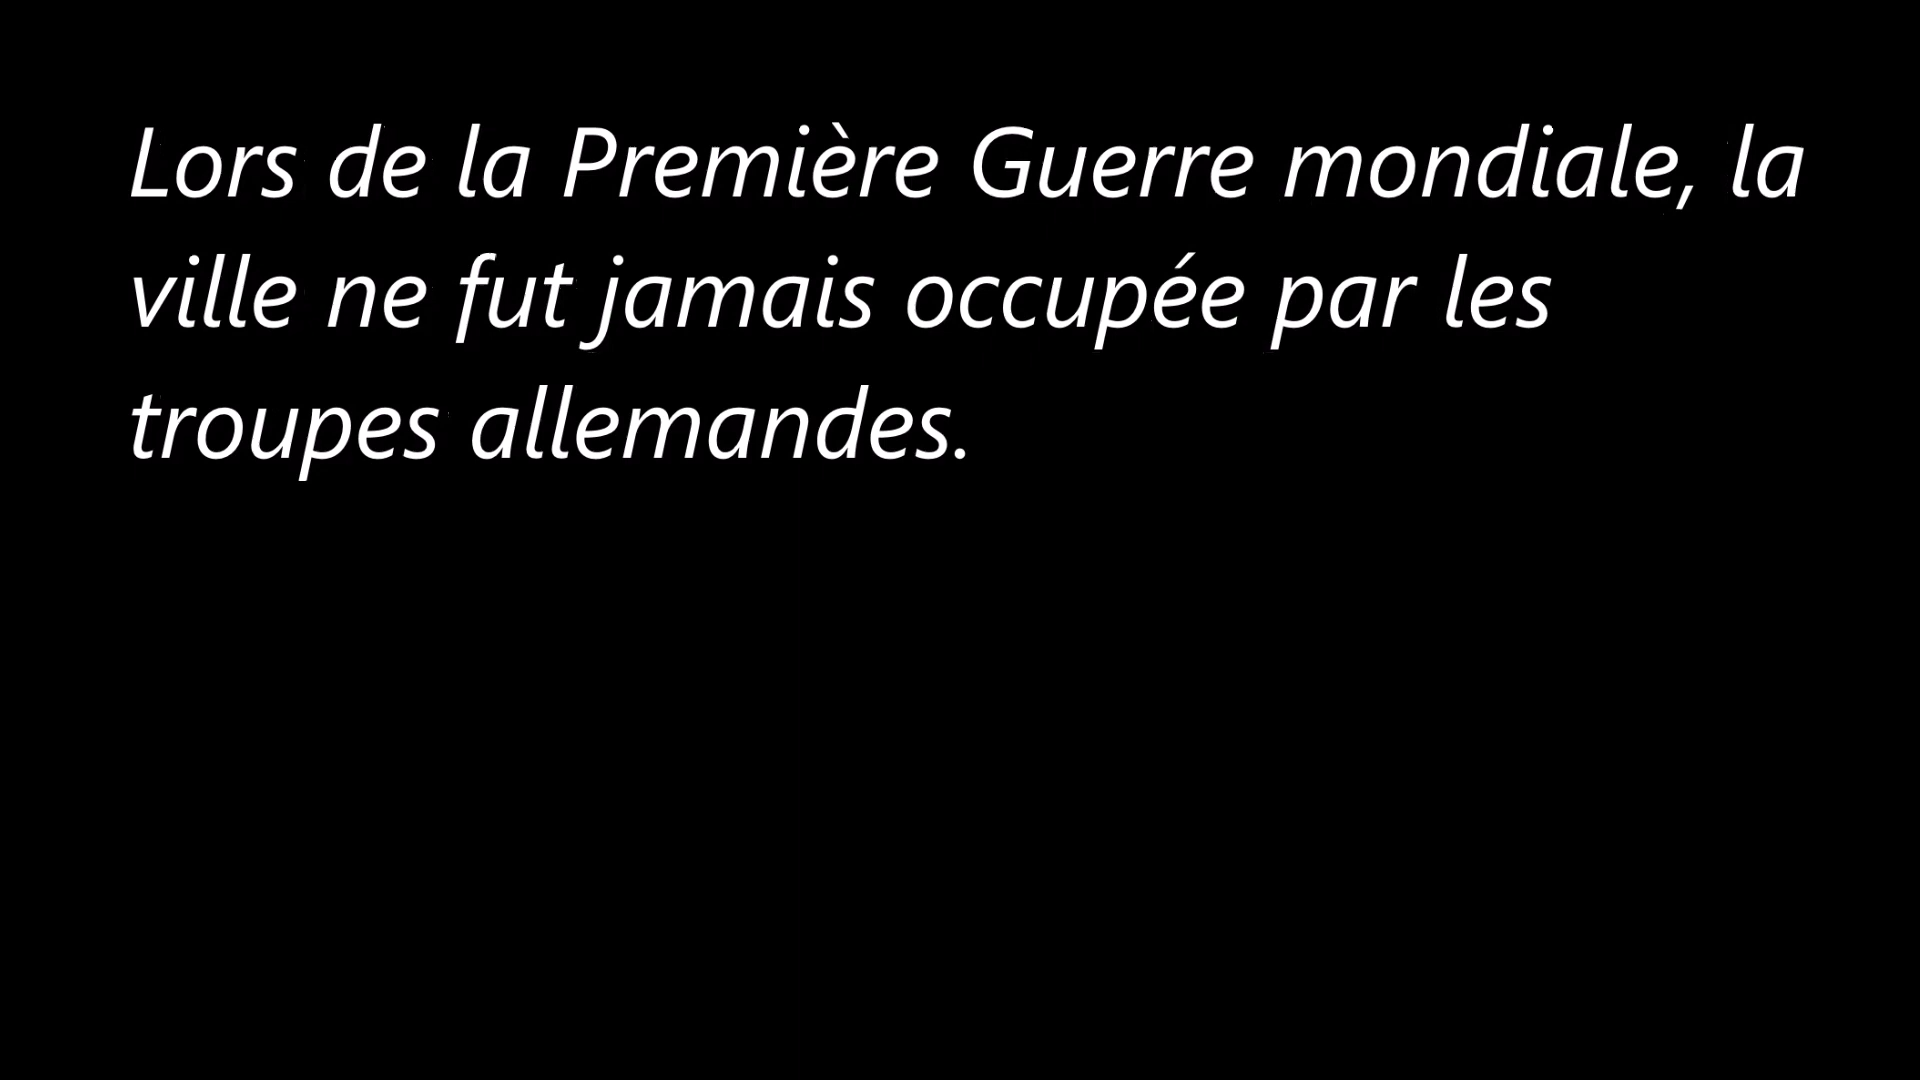 Lors de la Première Guerre mondiale, la
ville ne fut jamais occupée par les
troupes allemandes.